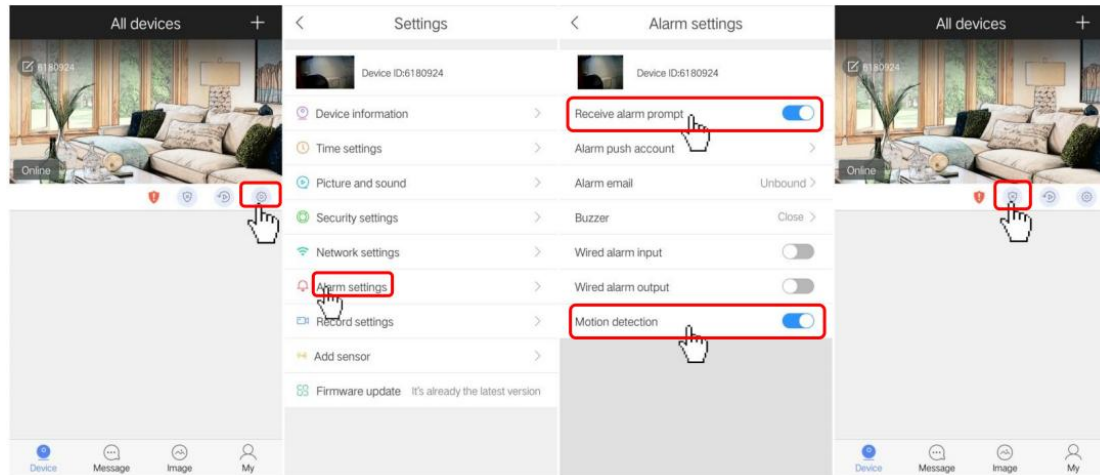 All devices
6180924
Online
Device
Message
Image
My
Settings
Device ID:6180924
Device information
Time settings
Picture and sound
Security settings
Network settings
Alarm settings
Record settings
Add sensor
Firmware update It's already the latest version
Alarm settings
Device ID:6180924
Receive alarm prompt
Alarm push account
Alarm email Unbound
Buzzer Close
Wired alarm input
Wired alarm output
Motion detection
All devices
6180924
Online
Device
Message
Image
My